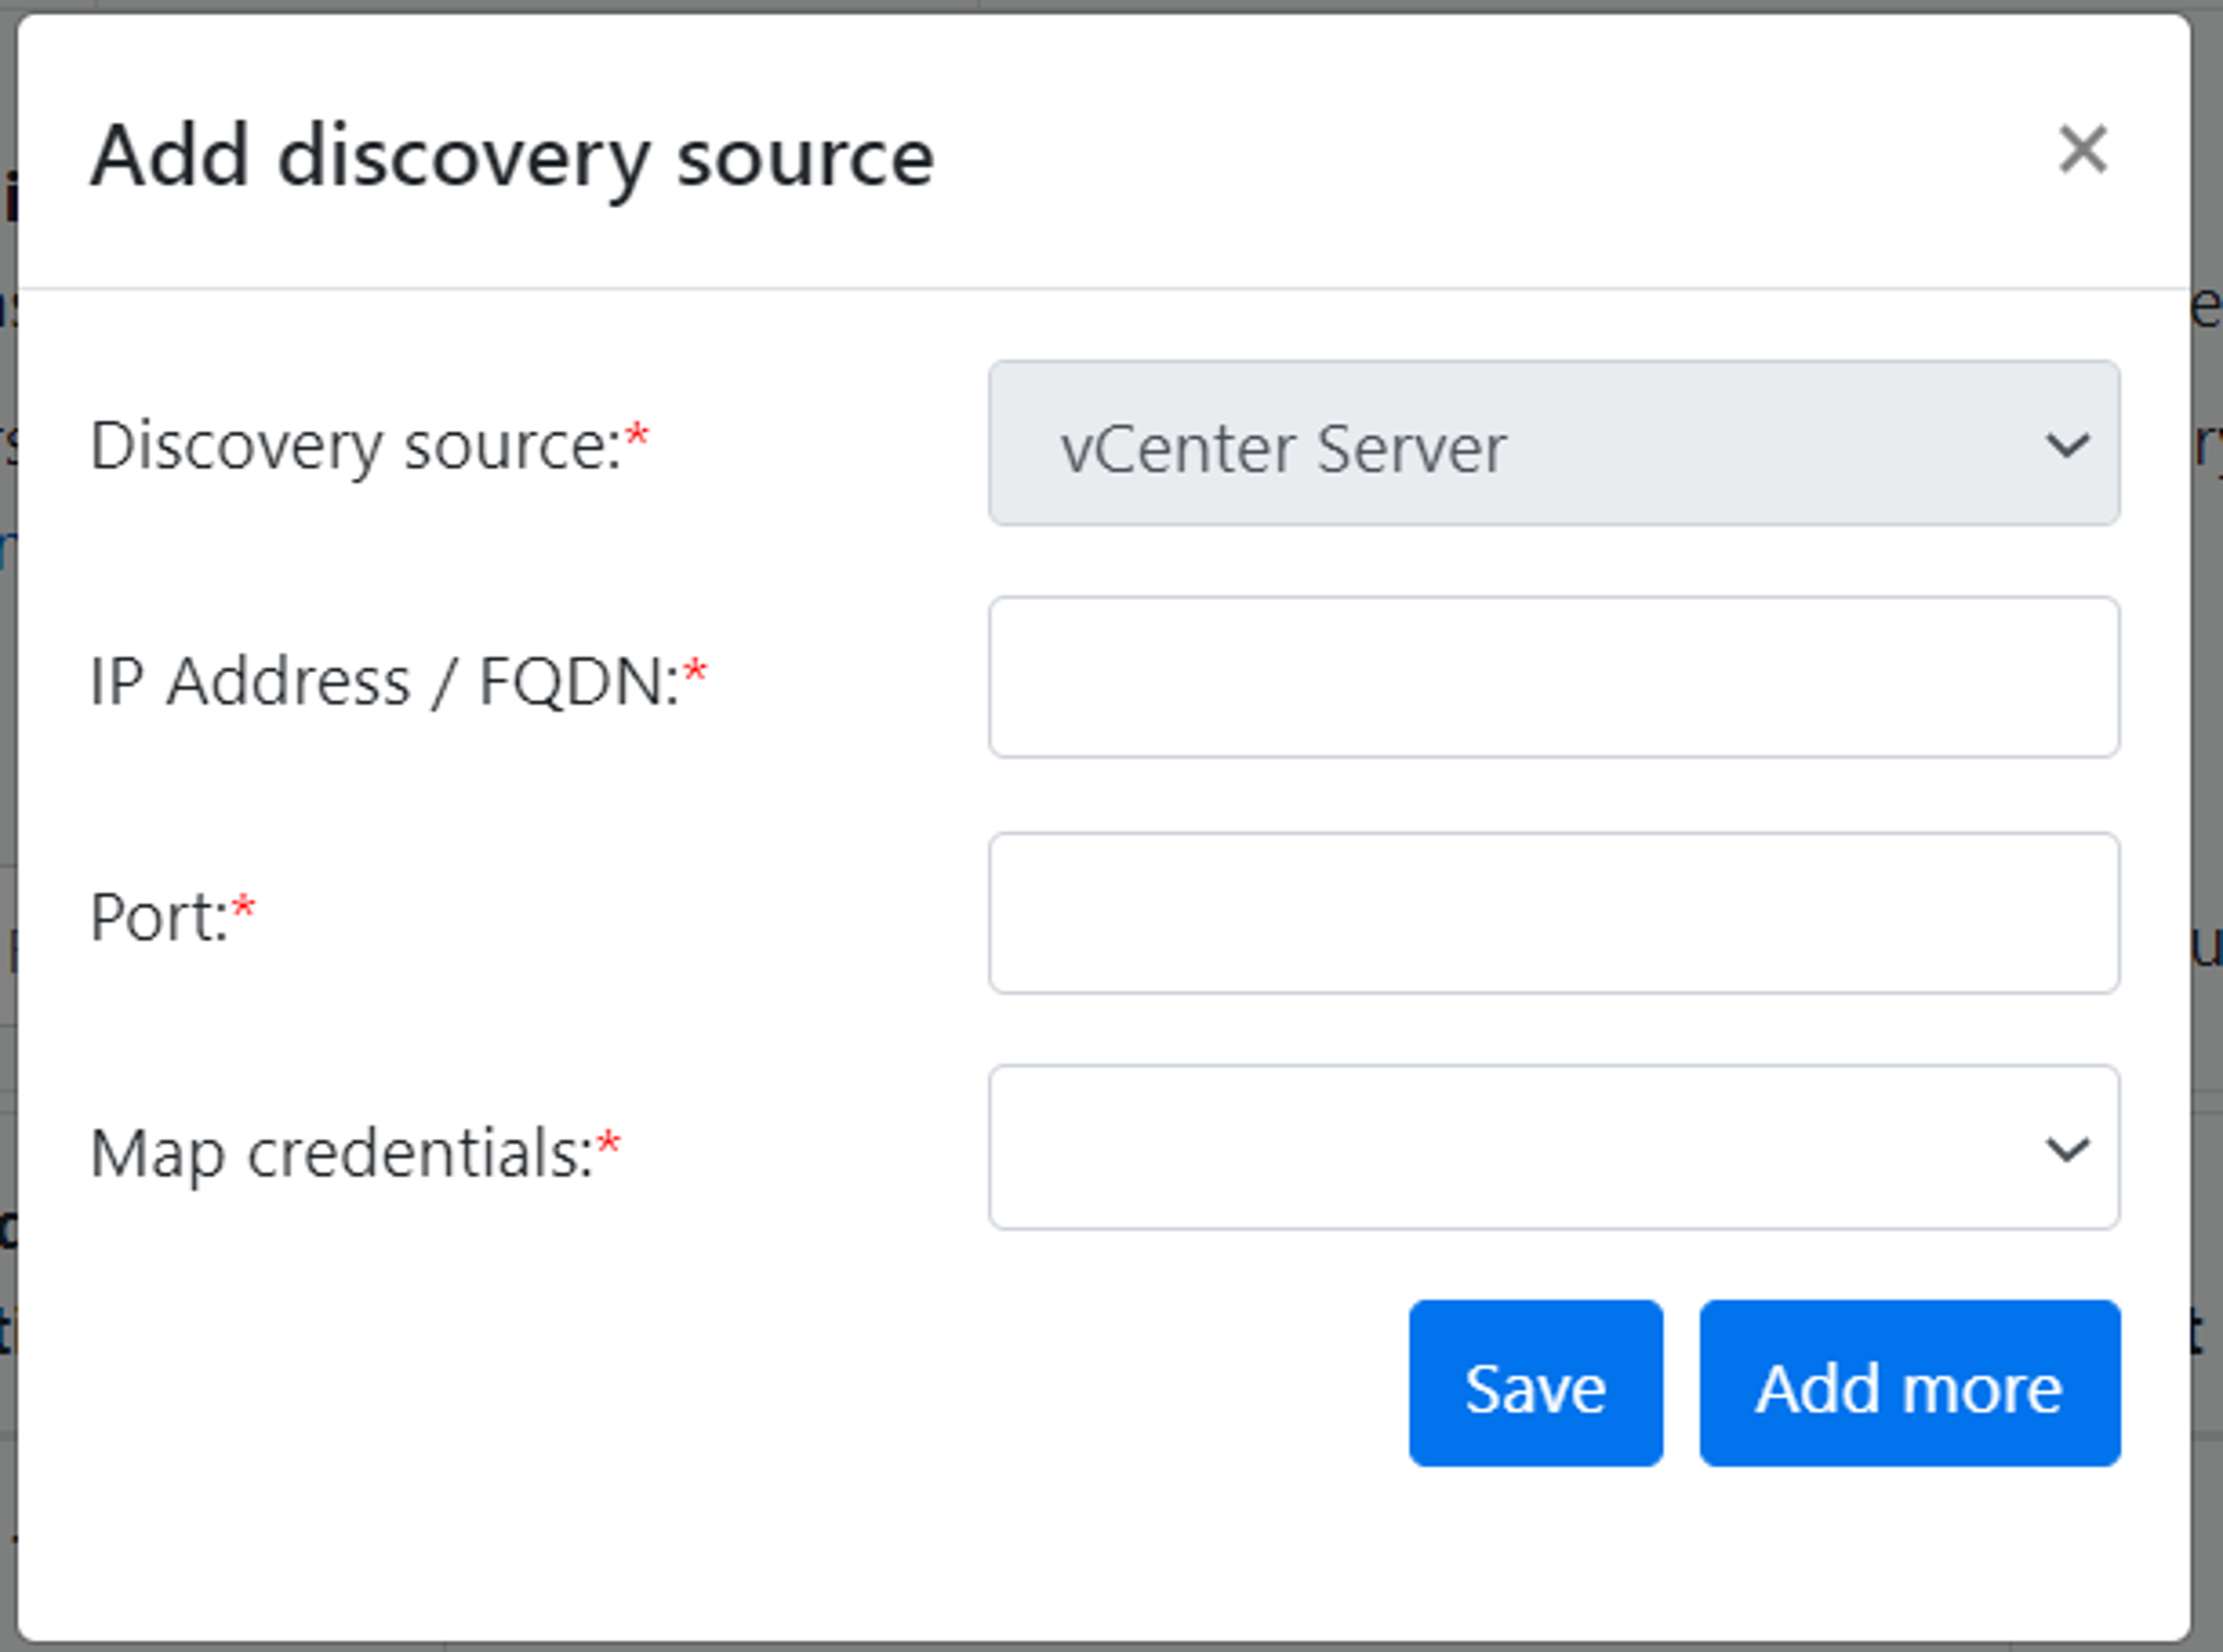 Add discovery source
Discovery source:* vCenter Server
IP Address / FQDN:*
Port:*
Map credentials:*
Save Add more